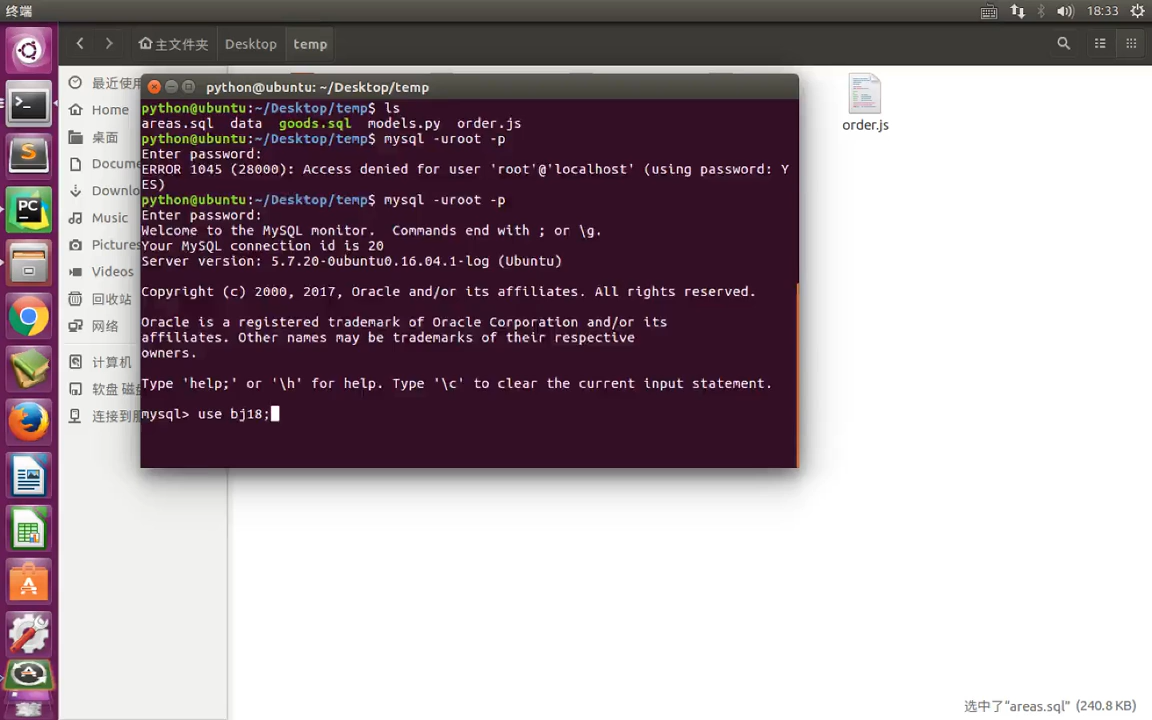 终端
18:33
主文件夹
Desktop
temp
最近使用
Home
桌面
Docume
Downlo
Music
Pictures
Videos
回收站
网络
计算机
软盘 磁
连接到服
python@ubuntu: ~/Desktop/temp
python@ubuntu:~/Desktop/temp$ ls
areas.sql data goods.sql models.py order.js
python@ubuntu:~/Desktop/temp$ mysql -uroot -p
Enter password:
ERROR 1045 (28000): Access denied for user 'root'@'localhost' (using password: Y
ES)
python@ubuntu:~/Desktop/temp$ mysql -uroot -p
Enter password:
Welcome to the MySQL monitor.  Commands end with ; or \g.
Your MySQL connection id is 20
Server version: 5.7.20-0ubuntu0.16.04.1-log (Ubuntu)
Copyright (c) 2000, 2017, Oracle and/or its affiliates. All rights reserved.
Oracle is a registered trademark of Oracle Corporation and/or its
affiliates. Other names may be trademarks of their respective
owners.
Type 'help;' or '\h' for help. Type '\c' to clear the current input statement.
mysql> use bj18;
order.js
选中了"areas.sql" (240.8 KB)